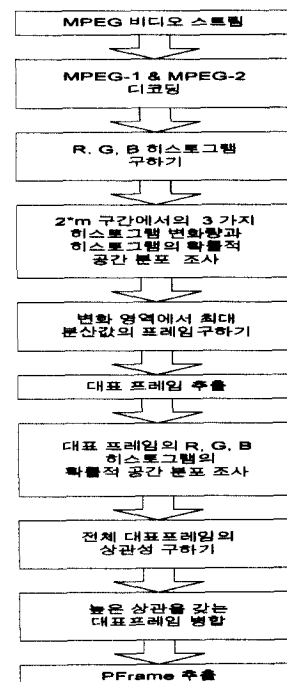 MPEG 비디오 스트림
MPEG-1 & MPEG-2
디코딩
R, G, B 히스토그램
구하기
2*m 구간에서의 3 가지
히스토그램 변화량과
히스토그램의 확률적
공간 분포 조사
변화 영역에서 최대
분산값의 프레임구하기
대표 프레임 추출
대표 프레임의 R, G, B
히스토그램의
확률적 공간 분포 조사
전체 대표프레임의
상관성 구하기
높은 상관을 갖는
대표프레임 병합
PFrame 추출